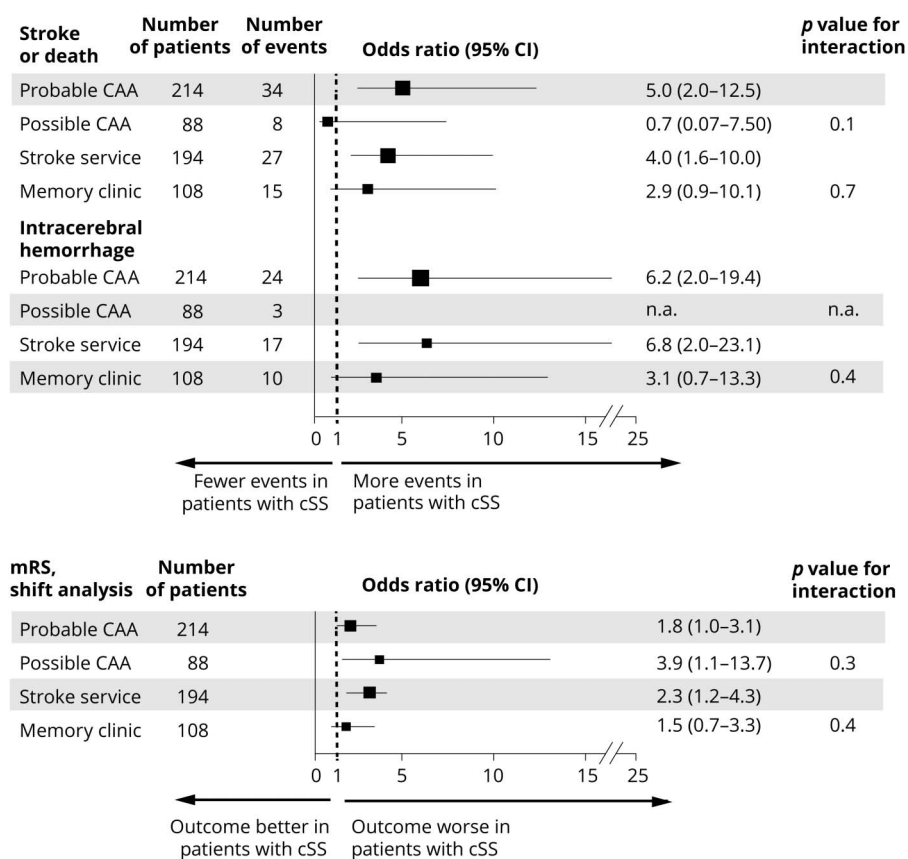 Stroke or death Number of patients Number of events Odds ratio (95% CI) p value for interaction
Probable CAA 214 34 5.0 (2.0–12.5)
Possible CAA 88 8 0.7 (0.07–7.50) 0.1
Stroke service 194 27 4.0 (1.6–10.0)
Memory clinic 108 15 2.9 (0.9–10.1) 0.7
Intracerebral
hemorrhage
Probable CAA 214 24 6.2 (2.0–19.4)
Possible CAA 88 3 n.a. n.a.
Stroke service 194 17 6.8 (2.0–23.1)
Memory clinic 108 10 3.1 (0.7–13.3) 0.4
0 1 5 10 15 25
Fewer events in
patients with cSS
More events in
patients with cSS
mRS, shift analysis Number of patients Odds ratio (95% CI) p value for interaction
Probable CAA 214 1.8 (1.0–3.1)
Possible CAA 88 3.9 (1.1–13.7) 0.3
Stroke service 194 2.3 (1.2–4.3)
Memory clinic 108 1.5 (0.7–3.3) 0.4
0 1 5 10 15 25
Outcome better in
patients with cSS
Outcome worse in
patients with cSS